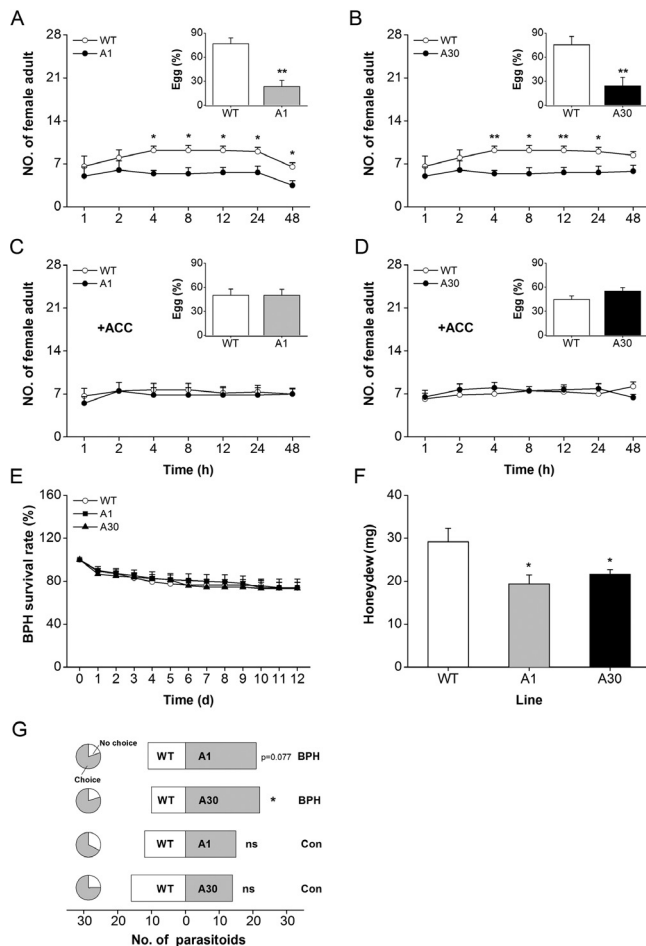 A
WT
A1
NO. of female adult
28
21
14
7
0
1 2 4 8 12 24 48
* * * * *
Egg (%)
90
60
30
0
**
WT A1
B
WT
A30
NO. of female adult
28
21
14
7
0
1 2 4 8 12 24 48
** * ** *
Egg (%)
90
60
30
0
**
WT A30
C
WT
A1
+ACC
NO. of female adult
28
21
14
7
0
1 2 4 8 12 24 48
Time (h)
Egg (%)
90
60
30
0
WT A1
D
WT
A30
+ACC
NO. of female adult
28
21
14
7
0
1 2 4 8 12 24 48
Time (h)
Egg (%)
90
60
30
0
WT A30
E
WT
A1
A30
BPH survival rate (%)
160
120
80
40
0
0 1 2 3 4 5 6 7 8 9 10 11 12
Time (d)
F
Honeydew (mg)
40
30
20
10
0
* *
WT A1 A30
Line
G
No choice
Choice
WT A1 p=0.077 BPH
WT A30 * BPH
WT A1 ns Con
WT A30 ns Con
30 20 10 0 10 20 30
No. of parasitoids